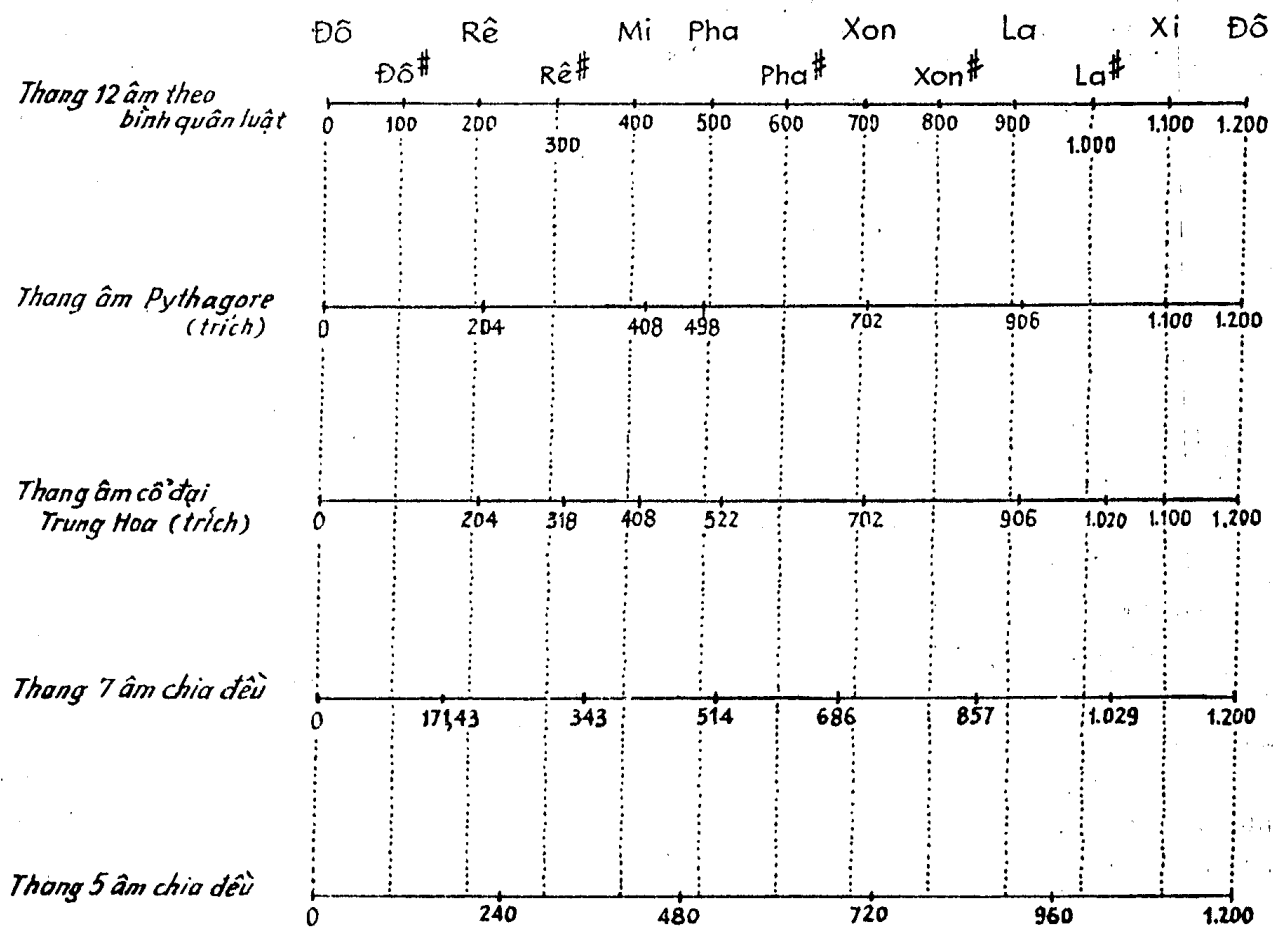 Đô Rê Mi Pha Xon La Xi Đô
Đô# Rê# Pha# Xon# La#
Thang 12 âm theo
bình quân luật
0 100 200 400 500 600 700 800 900 1.100 1.200
300 1.000
Thang âm Pythagore
(trích)
0 204 408 498 702 906 1.100 1.200
Thang âm cổ đại
Trung Hoa (trích)
0 204 318 408 522 702 906 1.020 1.100 1.200
Thang 7 âm chia đều
0 171,43 343 514 686 857 1.029 1.200
Thang 5 âm chia đều
0 240 480 720 960 1.200